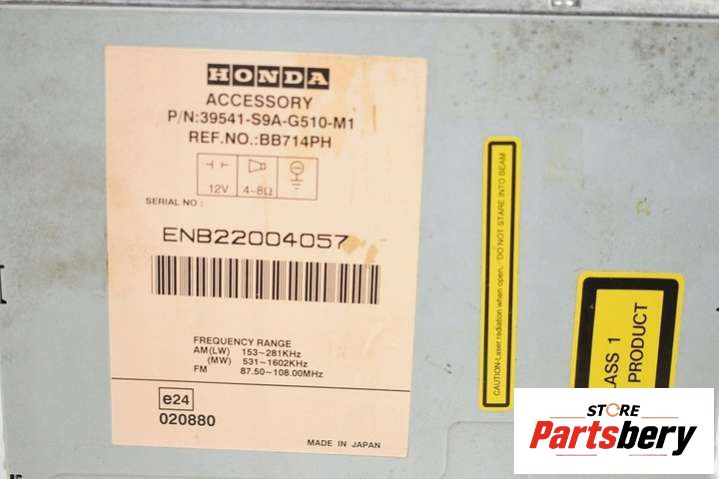 HONDA
ACCESSORY
P/N:39541-S9A-G510-M1
REF.NO.:BB714PH
12V 4~8Ω
SERIAL NO :
ENB22004057
FREQUENCY RANGE
AM(LW) 153~281KHz
(MW) 531~1602KHz
FM 87.50~108.00MHz
e24
020880
MADE IN JAPAN
CAUTION-Laser radiation when open. DO NOT STARE INTO BEAM
CLASS 1
PRODUCT
STORE
Partsbery